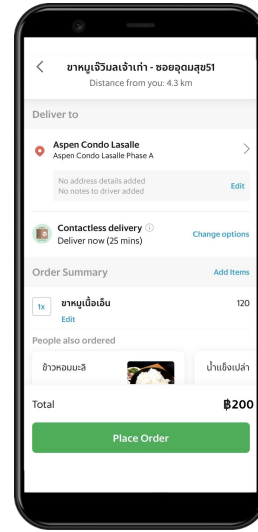 ขาหมูเจ๊วิมลเจ้าเก่า - ซอยอุดมสุข51
Distance from you: 4.3 km
Deliver to
Aspen Condo Lasalle
Aspen Condo Lasalle Phase A
No address details added
No notes to driver added
Edit
Contactless delivery
Deliver now (25 mins)
Change options
Order Summary
Add Items
1x
ขาหมูเนื้อเอ็น
120
Edit
People also ordered
ข้าวหอมมะลิ
น้ำแข็งเปล่า
Total
฿200
Place Order